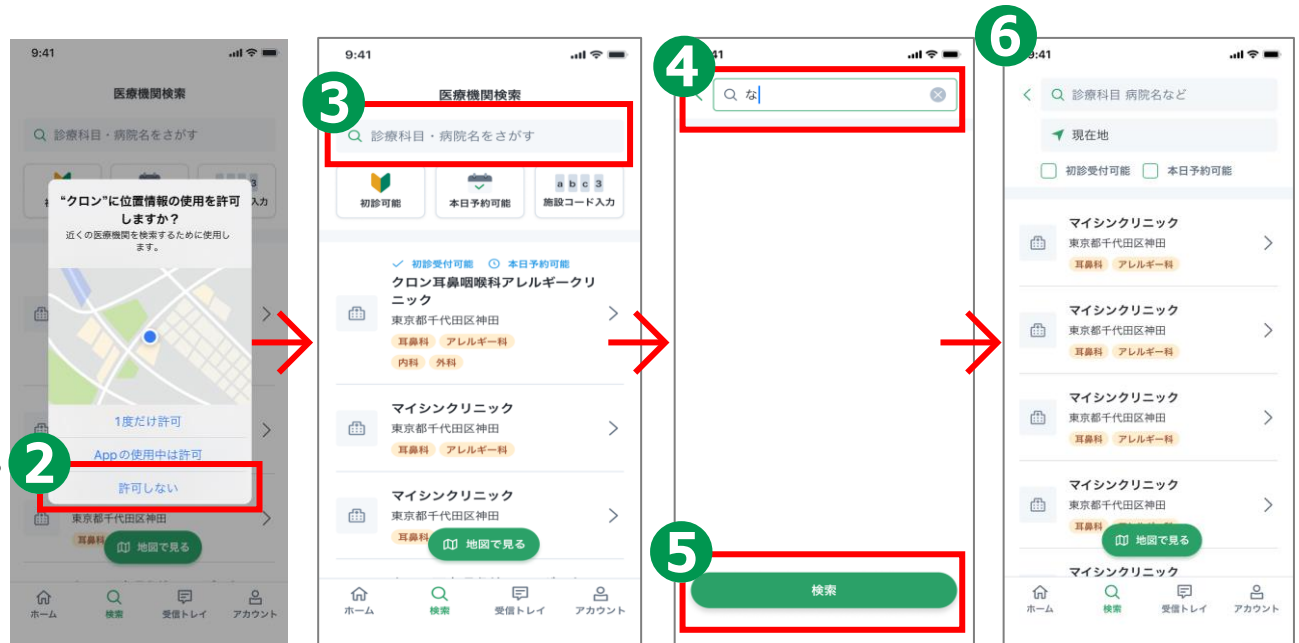 2
9:41
医療機関検索
診療科目・病院名をさがす
3
入力
“クロン”に位置情報の使用を許可
しますか?
近くの医療機関を検索するために使用し
ます。
1度だけ許可
Appの使用中は許可
許可しない
東京都千代田区神田
耳鼻科
地図で見る
ホーム
検索
受信トレイ
アカウント
3
9:41
医療機関検索
診療科目・病院名をさがす
初診可能
本日予約可能
a b c 3
施設コード入力
初診受付可能 本日予約可能
クロン耳鼻咽喉科アレルギークリ
ニック
東京都千代田区神田
耳鼻科 アレルギー科
内科 外科
マイシンクリニック
東京都千代田区神田
耳鼻科 アレルギー科
マイシンクリニック
東京都千代田区神田
耳鼻科
地図で見る
ホーム
検索
受信トレイ
アカウント
4
41
な
5
検索
6
9:41
診療科目 病院名など
現在地
初診受付可能 本日予約可能
マイシンクリニック
東京都千代田区神田
耳鼻科 アレルギー科
マイシンクリニック
東京都千代田区神田
耳鼻科 アレルギー科
マイシンクリニック
東京都千代田区神田
耳鼻科 アレルギー科
マイシンクリニック
東京都千代田区神田
耳鼻科
地図で見る
マイシンクリニック
ホーム
検索
受信トレイ
アカウント